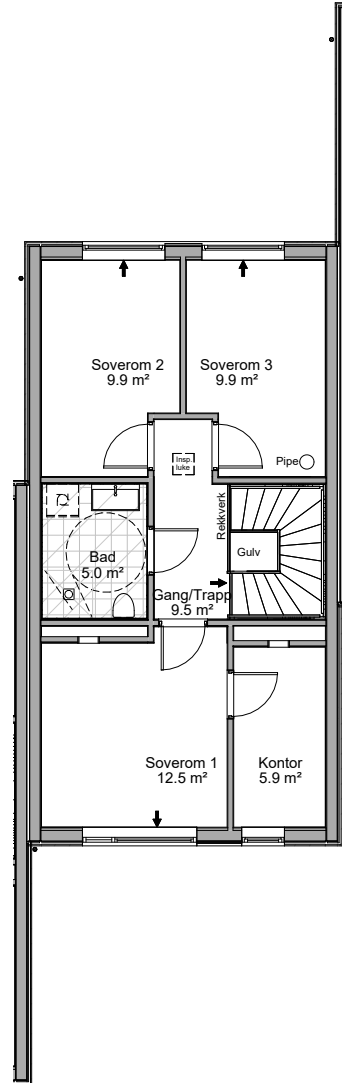 Soverom 2
9.9 m²
Soverom 3
9.9 m²
Insp.
luke
Pipe
Rekkverk
Gulv
Bad
5.0 m²
Gang/Trapp
9.5 m²
Soverom 1
12.5 m²
Kontor
5.9 m²